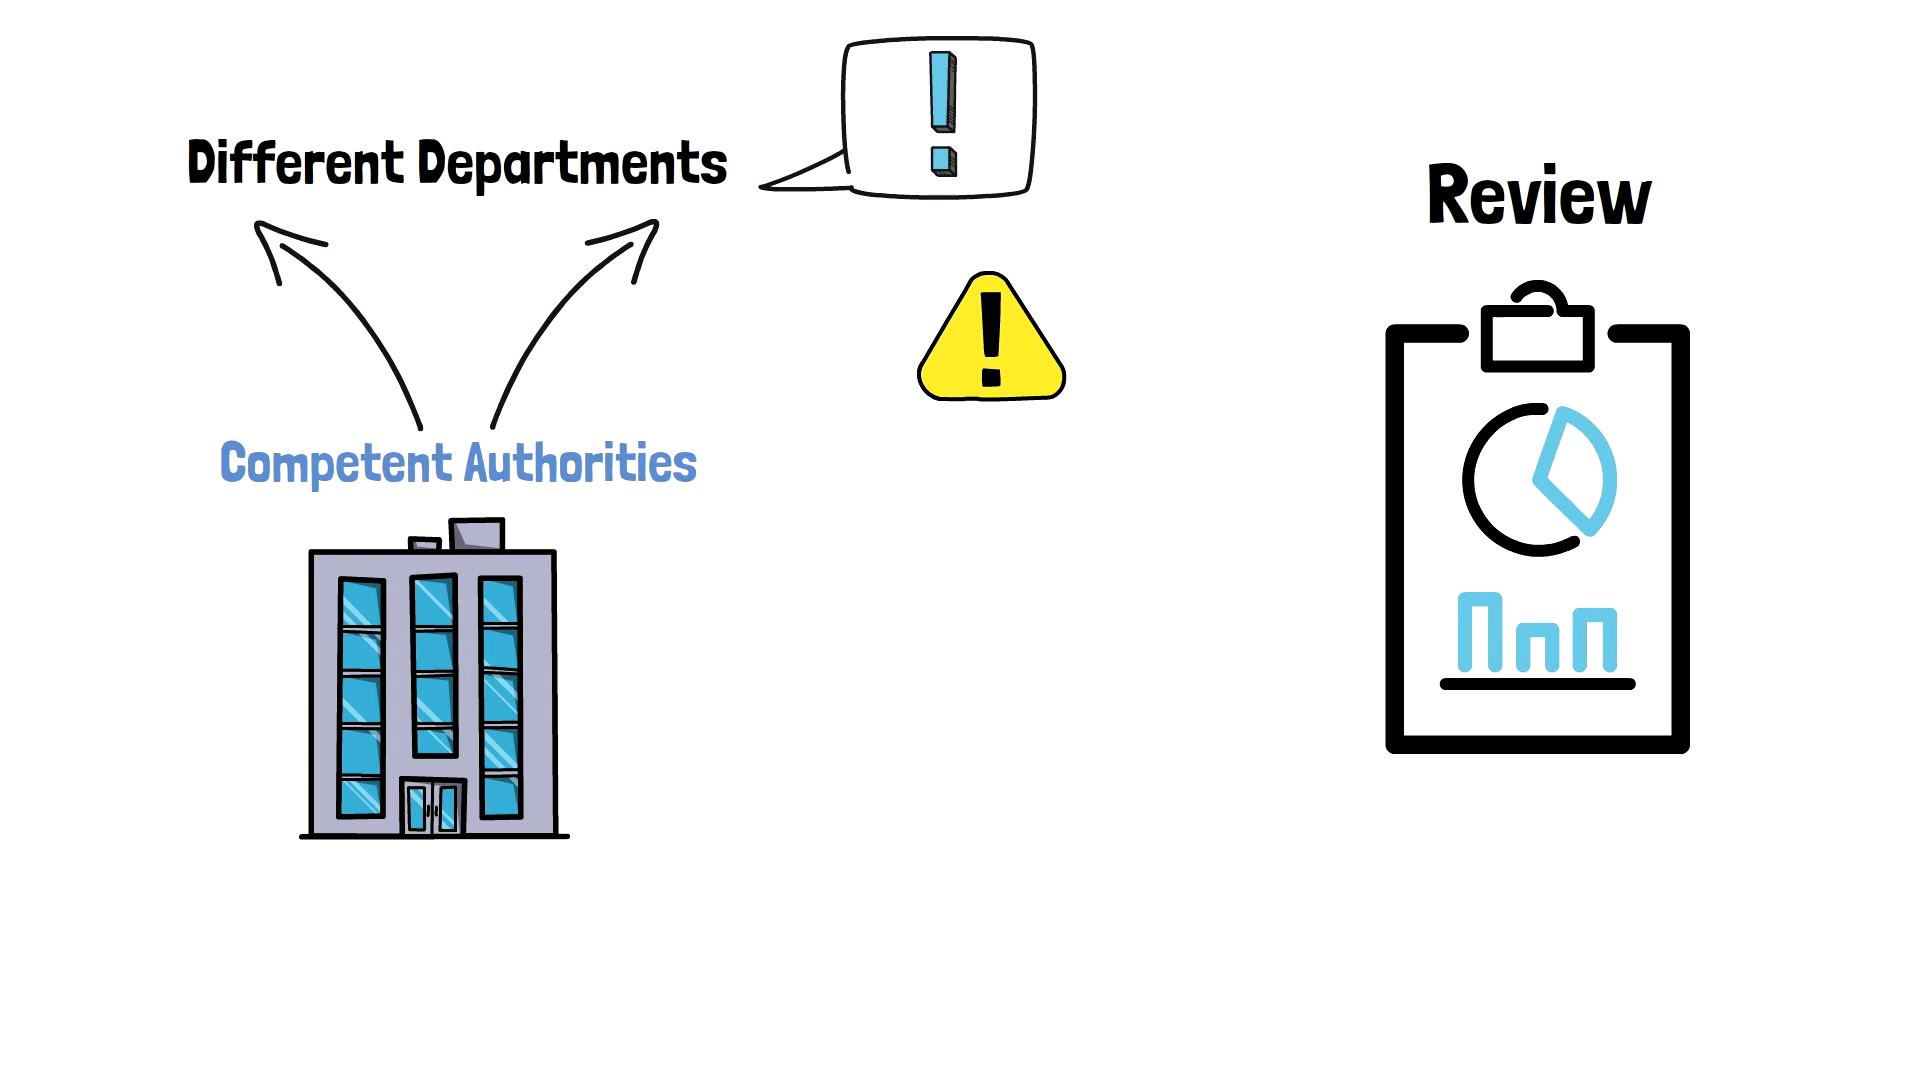 Different Departments
!
Review
!
Competent Authorities